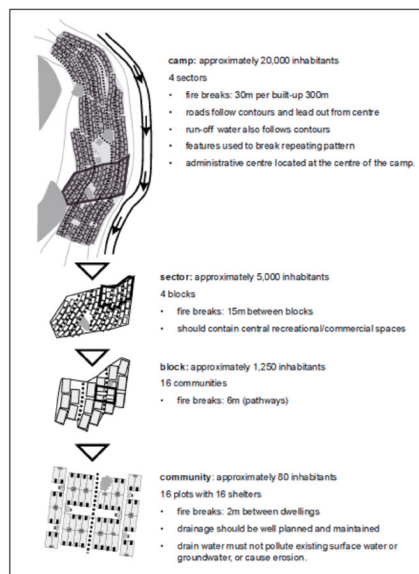 camp: approximately 20,000 inhabitants
4 sectors
• fire breaks: 30m per built-up 300m
• roads follow contours and lead out from centre
• run-off water also follows contours
• features used to break repeating pattern
• administrative centre located at the centre of the camp.
sector: approximately 5,000 inhabitants
4 blocks
• fire breaks: 15m between blocks
• should contain central recreational/commercial spaces
block: approximately 1,250 inhabitants
16 communities
• fire breaks: 6m (pathways)
community: approximately 80 inhabitants
16 plots with 16 shelters
• fire breaks: 2m between dwellings
• drainage should be well planned and maintained
• drain water must not pollute existing surface water or
groundwater, or cause erosion.